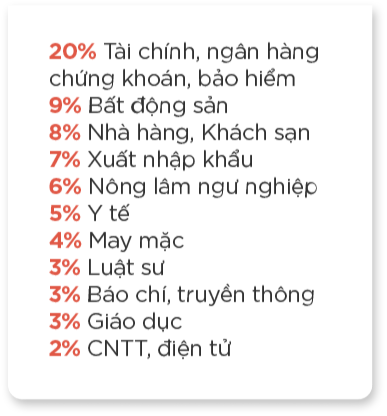 20% Tài chính, ngân hàng
chứng khoán, bảo hiểm
9% Bất động sản
8% Nhà hàng, Khách sạn
7% Xuất nhập khẩu
6% Nông lâm ngư nghiệp
5% Y tế
4% May mặc
3% Luật sư
3% Báo chí, truyền thông
3% Giáo dục
2% CNTT, điện tử